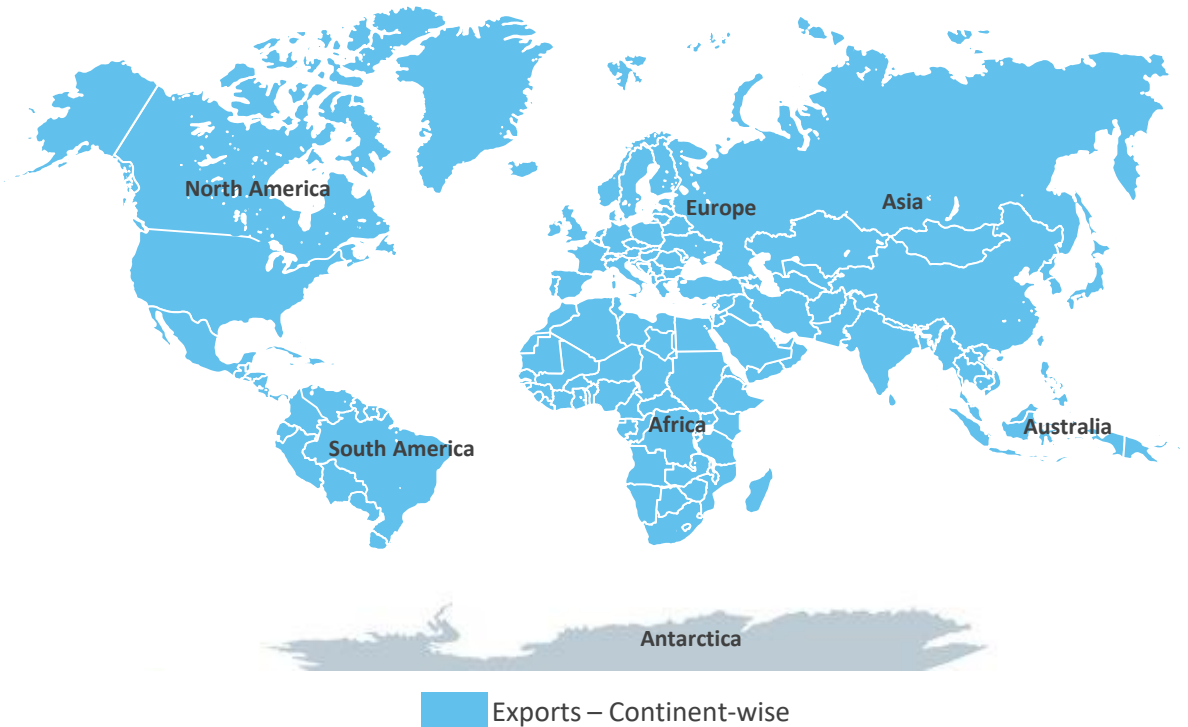 North America
Europe
Asia
South America
Africa
Australia
Antarctica
Exports – Continent-wise